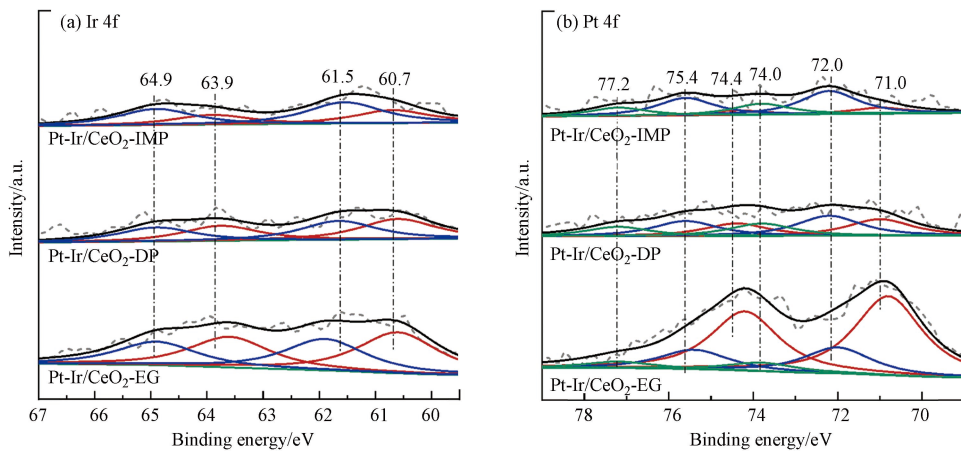 (a) Ir 4f
64.9 63.9 61.5 60.7
Pt-Ir/CeO₂-IMP
Pt-Ir/CeO₂-DP
Pt-Ir/CeO₂-EG
Intensity/a.u.
67 66 65 64 63 62 61 60
Binding energy/eV
(b) Pt 4f
77.2 75.4 74.4 74.0 72.0 71.0
Pt-Ir/CeO₂-IMP
Pt-Ir/CeO₂-DP
Pt-Ir/CeO₂-EG
Intensity/a.u.
78 76 74 72 70
Binding energy/eV